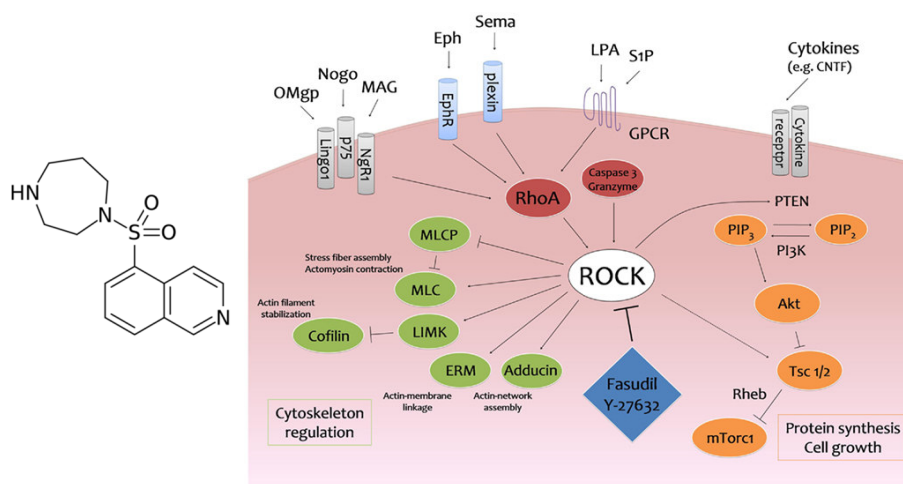 HN
N
S
O
O
N
OMgp
Nogo
MAG
Lingo1
p75
NgR1
Eph
EphR
Sema
plexin
LPA
S1P
GPCR
Cytokines
(e.g. CNTF)
receptpr
Cytokine
RhoA
Caspase 3
Granzyme
PTEN
MLCP
PIP3
PIP2
PI3K
Stress fiber assembly
Actomyosin contraction
ROCK
MLC
Akt
Actin filament
stabilization
Cofilin
LIMK
ERM
Adducin
Actin-membrane
linkage
Actin-network
assembly
Fasudil
Y-27632
Tsc 1/2
Rheb
Cytoskeleton
regulation
mTorc1
Protein synthesis
Cell growth